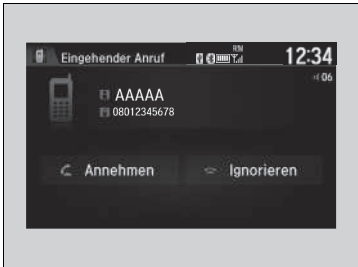 Eingehender Anruf
RM
12:34
06
AAAAA
08012345678
Annehmen
Ignorieren